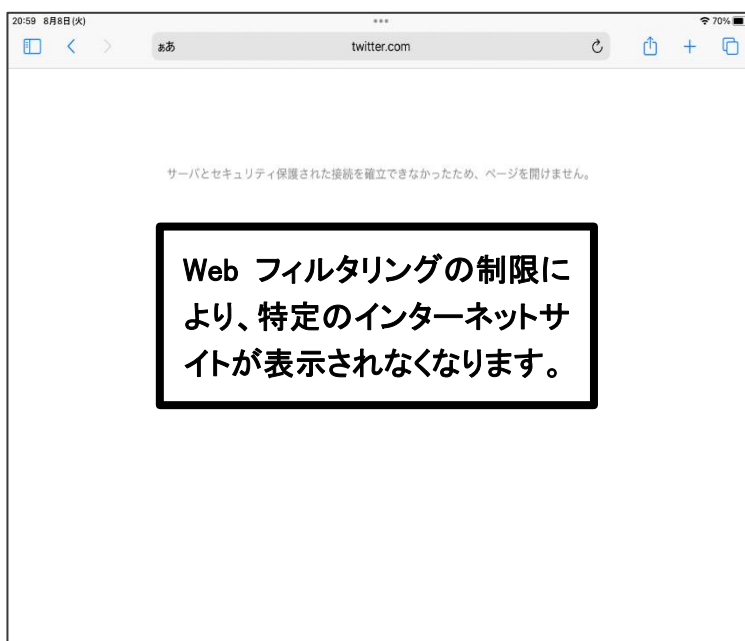 20:59 8月8日(火)
70%
ぁあ
twitter.com
サーバとセキュリティ保護された接続を確立できなかったため、ページを開けません。
Web フィルタリングの制限に
より、特定のインターネットサ
イトが表示されなくなります。